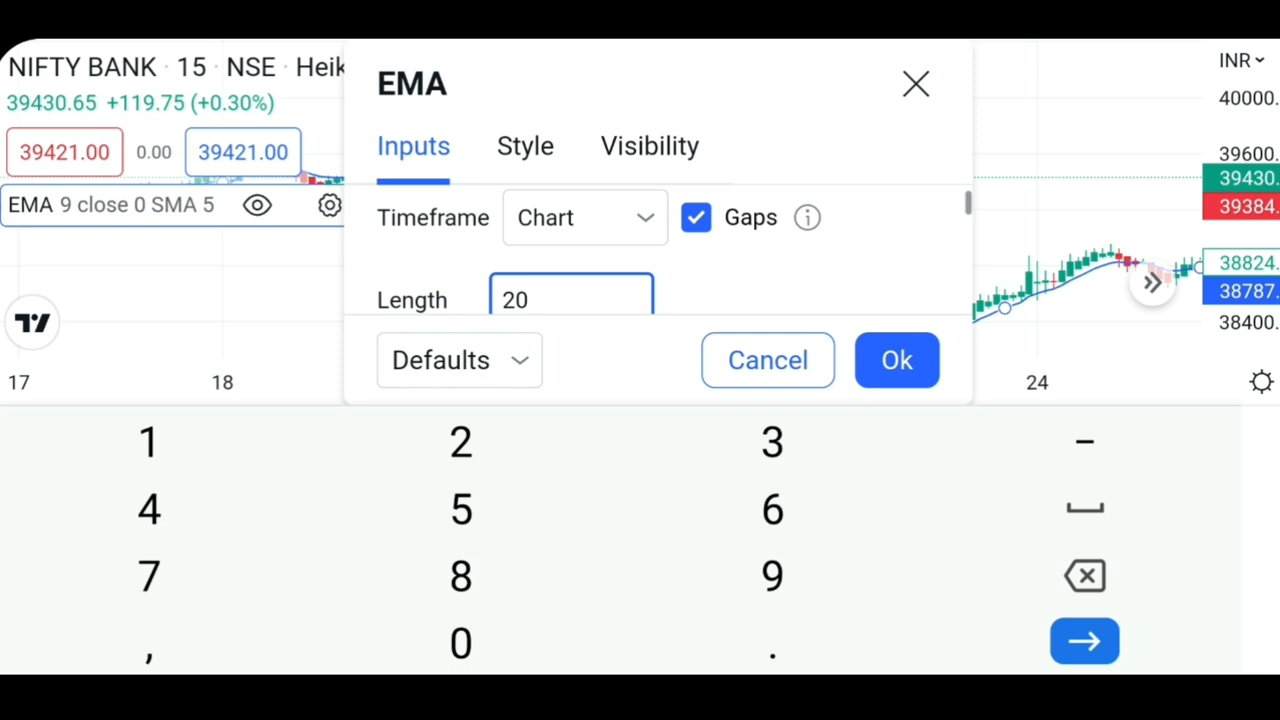 NIFTY BANK · 15 · NSE · Heik
39430.65 +119.75 (+0.30%)
39421.00 0.00 39421.00
EMA 9 close 0 SMA 5
EMA
Inputs Style Visibility
Timeframe Chart Gaps
Length 20
Defaults Cancel Ok
INR
40000.
39600.
39430.
39384.
38824.
38787.
38400.
17 18 24
1 2 3 –
4 5 6
7 8 9
, 0 .